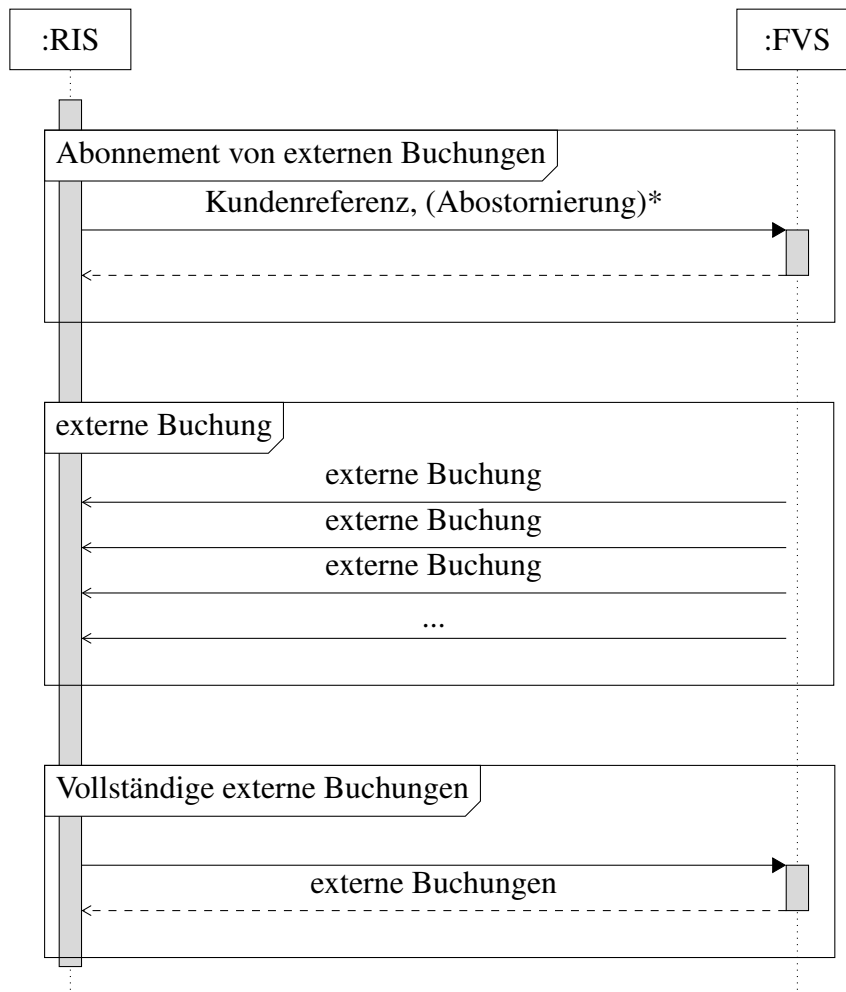 :RIS
:FVS
Abonnement von externen Buchungen
Kundenreferenz, (Abostornierung)*
externe Buchung
externe Buchung
externe Buchung
externe Buchung
...
Vollständige externe Buchungen
externe Buchungen